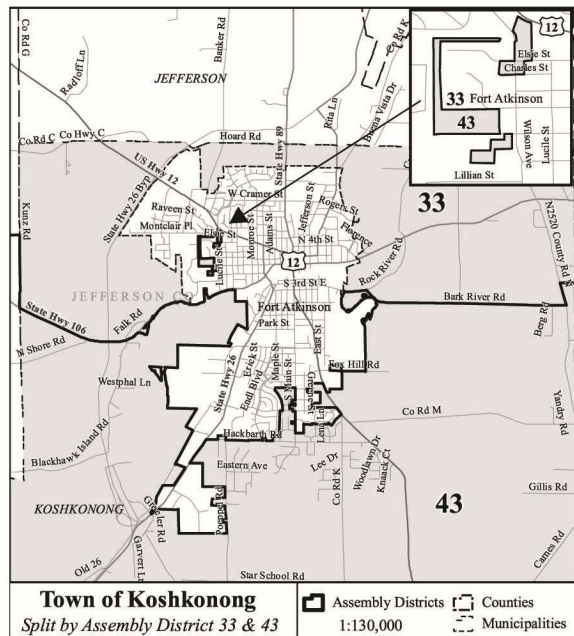 Co Rd G
Radloff Ln
Banker Rd
Co Rd K
JEFFERSON
Rita Ln
Buena Vista Dr
Co Rd C
Co Hwy C
Hoard Rd
US Hwy 12
State Hwy 89
State Hwy 26 Byp
W Cramer St
Raveen St
Montclair Pl
Elsie St
Lucile St
Monroe St
Adams St
Jefferson St
Rogers St
Florence
N 4th St
12
12
Elsie St
Charles St
33
Fort Atkinson
43
Wilson Ave
Lucile St
Lillian St
33
Kunz Rd
N2520 County Rd N
Rock River Rd
JEFFERSON CO
S 3rd St E
Bark River Rd
State Hwy 106
Falk Rd
Fort Atkinson
Park St
Berg Rd
N Shore Rd
State Hwy 26
Erick St
Endl Blvd
Maple St
S Main St
East St
Fox Hill Rd
Westphal Ln
Lena Ln
Co Rd M
Yandry Rd
Hackbarth Rd
Blackhawk Island Rd
Eastern Ave
Lee Dr
Co Rd K
Woodlawn Dr
Knaack Ct
Gillis Rd
KOSHKONONG
Poeppel Rd
43
Old 26
Star School Rd
Town of Koshkonong
Split by Assembly District 33 & 43
Assembly Districts
Counties
1:130,000
Municipalities